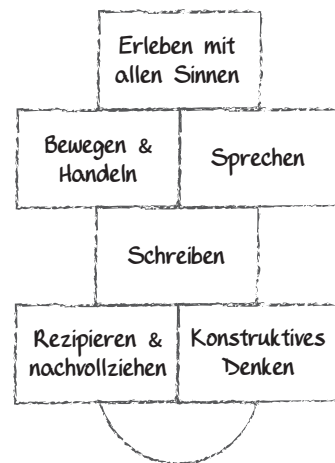 Erleben mit
allen Sinnen
Bewegen &
Handeln
Sprechen
Schreiben
Rezipieren &
nachvollziehen
Konstruktives
Denken